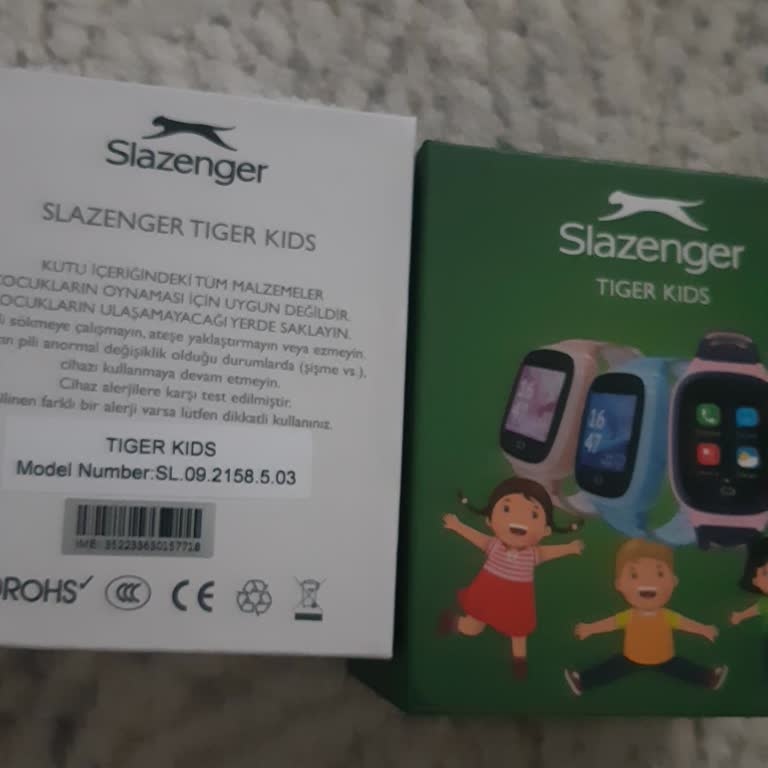 Slazenger
SLAZENGER TIGER KIDS
KUTU İÇERİĞİNDEKİ TÜM MALZEMELER
ÇOCUKLARIN OYNAMASI İÇİN UYGUN DEĞİLDİR.
OCUKLARIN ULAŞAMAYACAĞI YERDE SAKLAYIN.
sökmeye çalışmayın, ateşe yaklaştırmayın veya ezmeyin.
pili anormal değişiklik olduğu durumlarda (şişme vs.),
cihazı kullanmaya devam etmeyin.
Cihaz alerjilere karşı test edilmiştir.
farklı bir alerji varsa lütfen dikkatli kullanınız.
TIGER KIDS
Model Number:SL.09.2158.5.03
ROHS
CCC
CE
Slazenger
TIGER KIDS
16
47